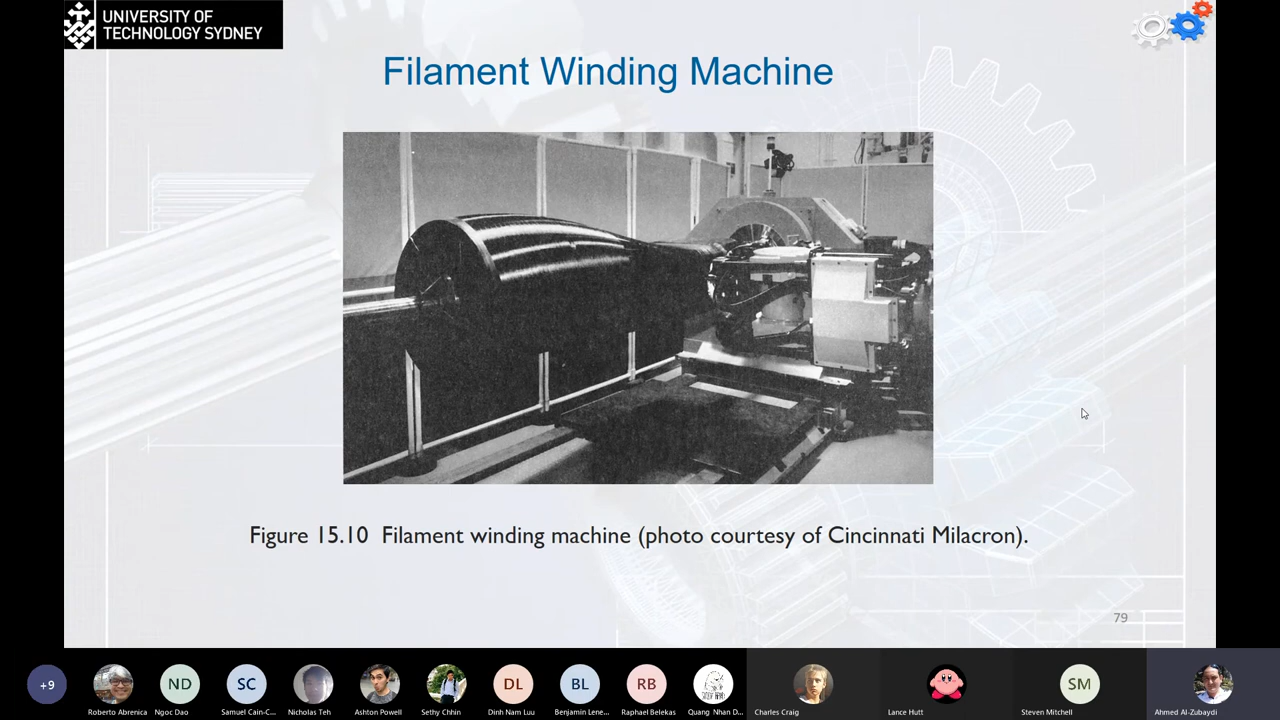 UNIVERSITY OF
TECHNOLOGY SYDNEY
Filament Winding Machine
Figure 15.10 Filament winding machine (photo courtesy of Cincinnati Milacron).
79
+9
ND
SC
DL
BL
RB
SM
Roberto Abrenica
Ngoc Dao
Samuel Cain-C...
Nicholas Teh
Ashton Powell
Sethy Chhin
Dinh Nam Luu
Benjamin Lene...
Raphael Belekas
Quang Nhan D...
Charles Craig
Lance Hutt
Steven Mitchell
Ahmed Al-Zubaydi